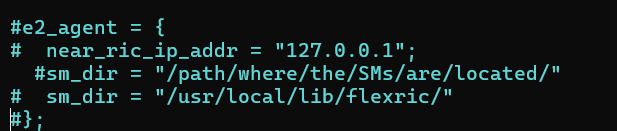 #e2_agent = {
#  near_ric_ip_addr = "127.0.0.1";
  #sm_dir = "/path/where/the/SMs/are/located/"
#  sm_dir = "/usr/local/lib/flexric/"
#};